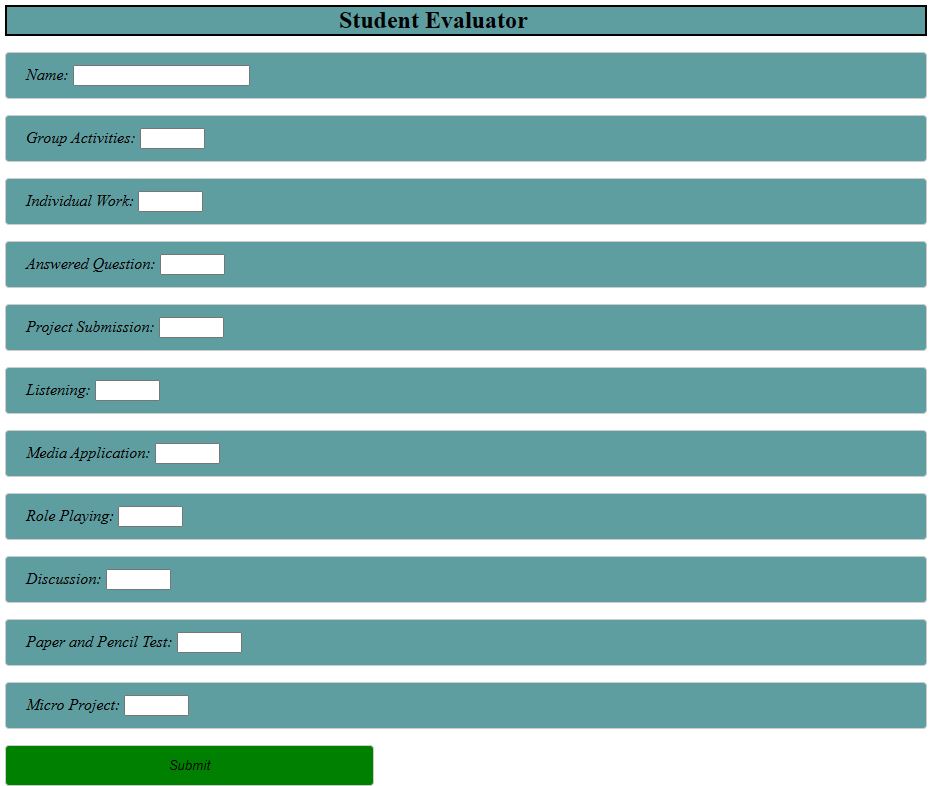 Student Evaluator
Name:
Group Activities:
Individual Work:
Answered Question:
Project Submission:
Listening:
Media Application:
Role Playing:
Discussion:
Paper and Pencil Test:
Micro Project:
Submit